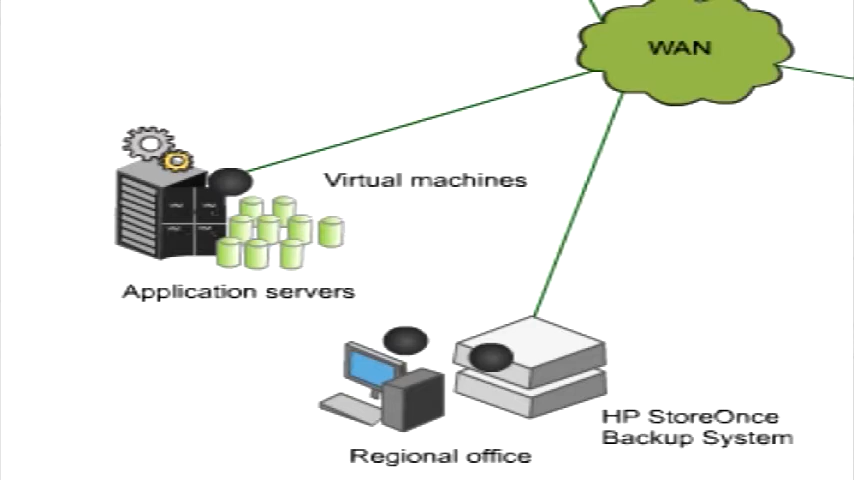 WAN
Virtual machines
Application servers
HP StoreOnce
Backup System
Regional office